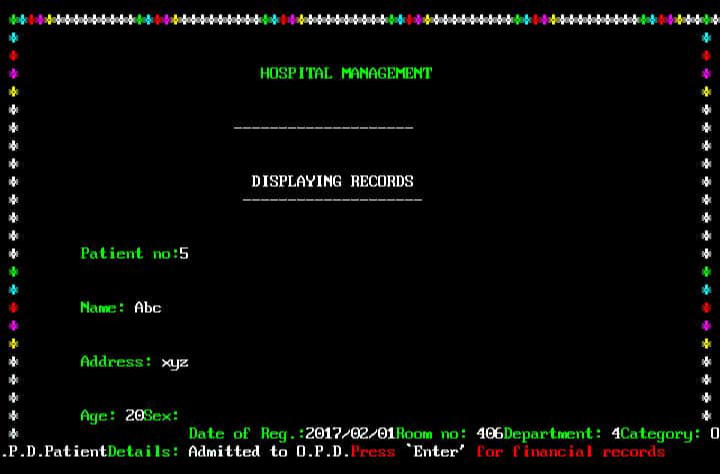 HOSPITAL MANAGEMENT
--------------------
DISPLAYING RECORDS
--------------------
Patient no:5
Name: Abc
Address: xyz
Age: 20Sex:
Date of Reg.:2017/02/01Room no: 406Department: 4Category: O
.P.D.PatientDetails: Admitted to O.P.D.Press `Enter' for financial records